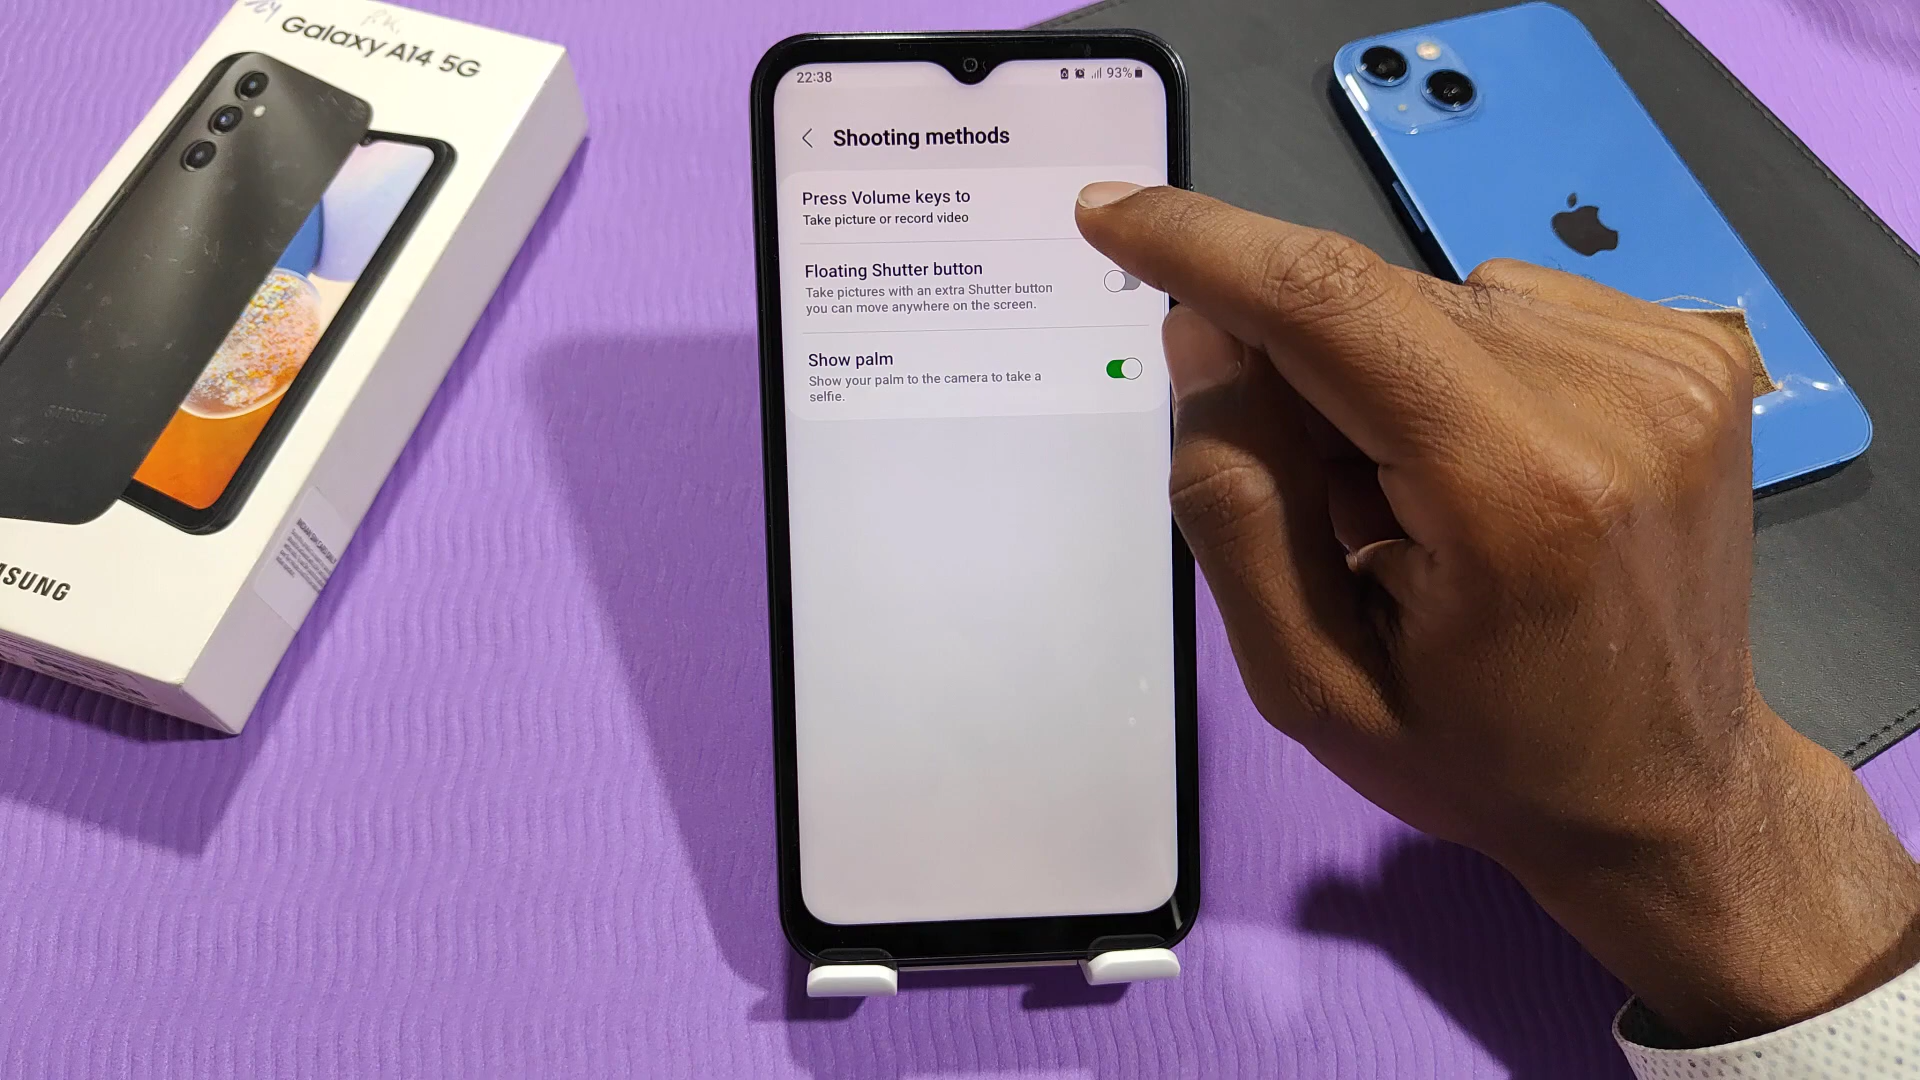 Galaxy A14 5G
SAMSUNG
22:38
93%
Shooting methods
Press Volume keys to
Take picture or record video
Floating Shutter button
Take pictures with an extra Shutter button
you can move anywhere on the screen.
Show palm
Show your palm to the camera to take a
selfie.